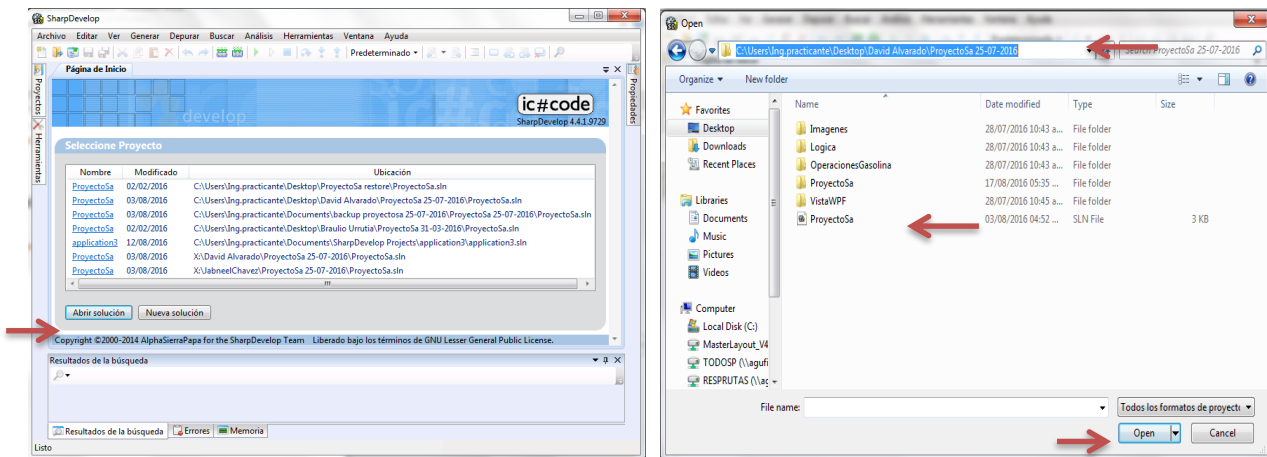 SharpDevelop
Archivo Editar Ver Generar Depurar Buscar Análisis Herramientas Ventana Ayuda
Predeterminado
Página de Inicio
Proyectos
Herramientas
Propiedades
develop
ic#code
SharpDevelop 4.4.1.9729
Seleccione Proyecto
Nombre Modificado Ubicación
ProyectoSa 02/02/2016 C:\Users\Ing.practicante\Desktop\ProyectoSa restore\ProyectoSa.sln
ProyectoSa 03/08/2016 C:\Users\Ing.practicante\Desktop\David Alvarado\ProyectoSa 25-07-2016\ProyectoSa.sln
ProyectoSa 03/08/2016 C:\Users\Ing.practicante\Documents\backup proyectosa 25-07-2016\ProyectoSa 25-07-2016\ProyectoSa.sln
ProyectoSa 02/02/2016 C:\Users\Ing.practicante\Desktop\Braulio Urrutia\ProyectoSa 31-03-2016\ProyectoSa.sln
application3 12/08/2016 C:\Users\Ing.practicante\Documents\SharpDevelop Projects\application3\application3.sln
ProyectoSa 03/08/2016 X:\David Alvarado\ProyectoSa 25-07-2016\ProyectoSa.sln
ProyectoSa 03/08/2016 X:\JabneelChavez\ProyectoSa 25-07-2016\ProyectoSa.sln
Abrir solución Nueva solución
Copyright ©2000-2014 AlphaSierraPapa for the SharpDevelop Team Liberado bajo los términos de GNU Lesser General Public License.
Resultados de la búsqueda
Resultados de la búsqueda Errores Memoria
Listo
Open
C:\Users\Ing.practicante\Desktop\David Alvarado\ProyectoSa 25-07-2016
Search ProyectoSa 25-07-2016
Organize New folder
Favorites
Desktop
Downloads
Recent Places
Libraries
Documents
Music
Pictures
Videos
Computer
Local Disk (C:)
MasterLayout_V4
TODOSP (\\agufi
RESPRUTAS (\\ag
Name Date modified Type Size
Imagenes 28/07/2016 10:43 a... File folder
Logica 28/07/2016 10:43 a... File folder
OperacionesGasolina 28/07/2016 10:43 a... File folder
ProyectoSa 17/08/2016 05:35 ... File folder
VistaWPF 28/07/2016 10:45 a... File folder
ProyectoSa 03/08/2016 04:52 ... SLN File 3 KB
File name:
Todos los formatos de proyecto
Open Cancel